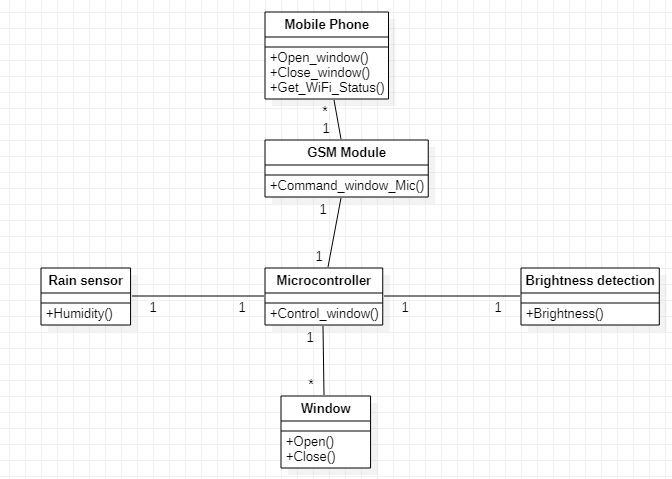 Mobile Phone
+Open_window()
+Close_window()
+Get_WiFi_Status()
*
1
GSM Module
+Command_window_Mic()
1
1
Rain sensor
+Humidity()
1
1
Microcontroller
+Control_window()
1
1
Brightness detection
+Brightness()
1
*
Window
+Open()
+Close()